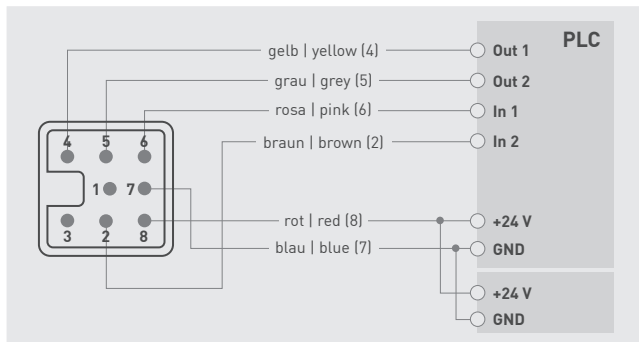 PLC
gelb | yellow (4) Out 1
grau | grey (5) Out 2
rosa | pink (6) In 1
braun | brown (2) In 2
4 5 6
1 7
3 2 8
rot | red (8) +24 V
blau | blue (7) GND
+24 V
GND